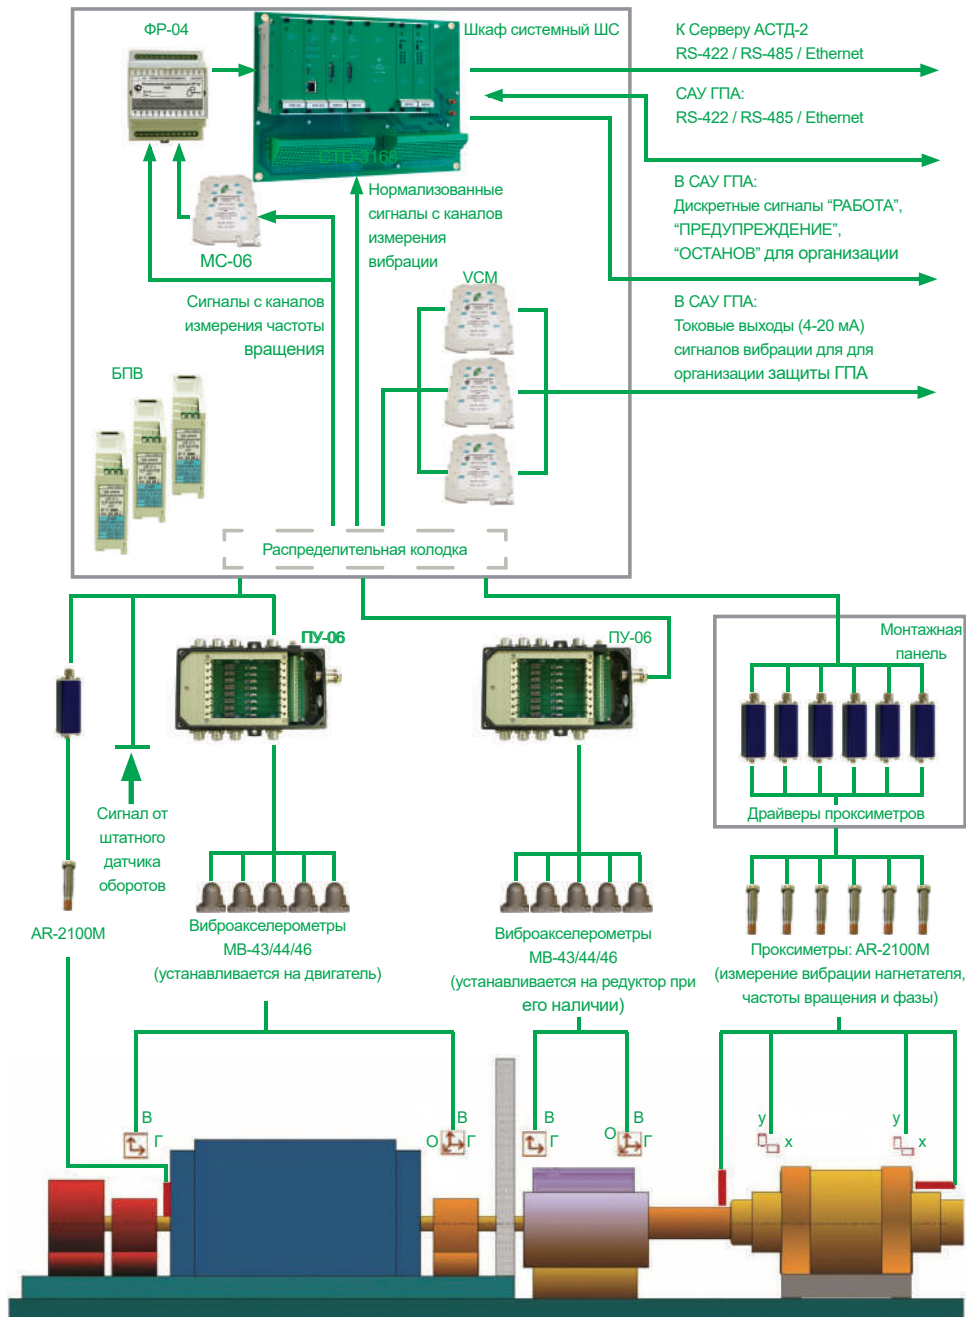 ФР-04
Шкаф системный ШС
К Серверу АСТД-2
RS-422 / RS-485 / Ethernet
САУ ГПА:
RS-422 / RS-485 / Ethernet
СТD-3168
Нормализованные
сигналы с каналов
измерения
вибрации
МС-06
Сигналы с каналов
измерения частоты
вращения
VCM
В САУ ГПА:
Дискретные сигналы “РАБОТА”,
“ПРЕДУПРЕЖДЕНИЕ”,
“ОСТАНОВ” для организации
В САУ ГПА:
Токовые выходы (4-20 мА)
сигналов вибрации для для
организации защиты ГПА
БПВ
Распределительная колодка
ПУ-06
ПУ-06
Монтажная
панель
Сигнал от
штатного
датчика
оборотов
Драйверы проксиметров
AR-2100M
Виброакселерометры
МВ-43/44/46
(устанавливается на двигатель)
Виброакселерометры
МВ-43/44/46
(устанавливается на редуктор при
его наличии)
Проксиметры: AR-2100M
(измерение вибрации нагнетателя,
частоты вращения и фазы)
В
Г
В
О
Г
В
Г
В
О
Г
у
х
у
х